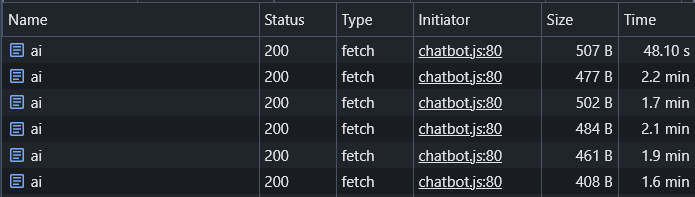 Name Status Type Initiator Size Time
ai 200 fetch chatbot.js:80 507 B 48.10 s
ai 200 fetch chatbot.js:80 477 B 2.2 min
ai 200 fetch chatbot.js:80 502 B 1.7 min
ai 200 fetch chatbot.js:80 484 B 2.1 min
ai 200 fetch chatbot.js:80 461 B 1.9 min
ai 200 fetch chatbot.js:80 408 B 1.6 min